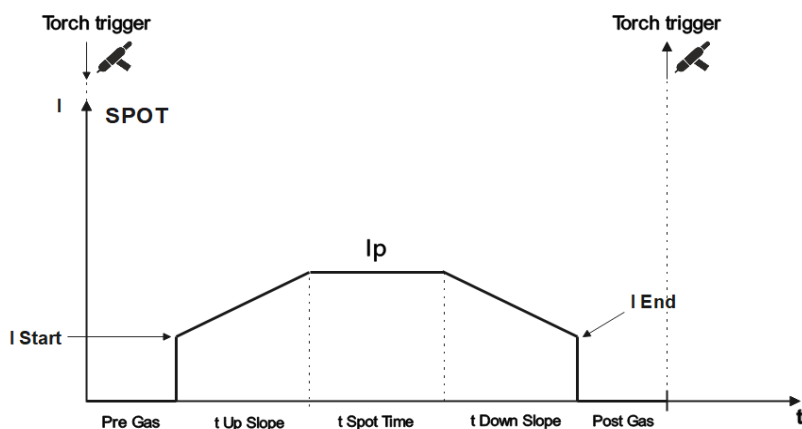 Torch trigger
Torch trigger
I
SPOT
Ip
I End
I Start
t
Pre Gas
t Up Slope
t Spot Time
t Down Slope
Post Gas